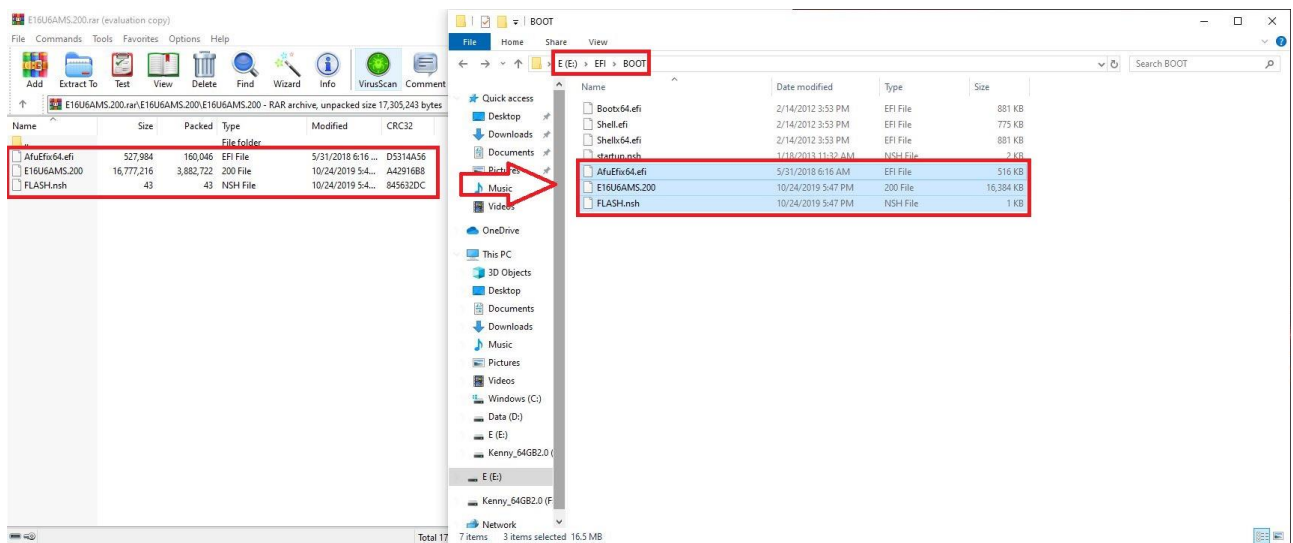 E16U6AMS.200.rar (evaluation copy)
File Commands Tools Favorites Options Help
Add Extract To Test View Delete Find Wizard Info VirusScan Comment
E16U6AMS.200.rar\E16U6AMS.200\E16U6AMS.200 - RAR archive, unpacked size 17,305,243 bytes
Name Size Packed Type Modified CRC32
.. File folder
AfuEfix64.efi 527,984 160,046 EFI File 5/31/2018 6:16 ... D5314A56
E16U6AMS.200 16,777,216 3,882,722 200 File 10/24/2019 5:4... A42916B8
FLASH.nsh 43 43 NSH File 10/24/2019 5:4... 845632DC
Total 17
BOOT
File Home Share View
E (E:) > EFI > BOOT
Search BOOT
Quick access
Desktop
Downloads
Documents
Pictures
Music
Videos
OneDrive
This PC
3D Objects
Desktop
Documents
Downloads
Music
Pictures
Videos
Windows (C:)
Data (D:)
E (E:)
Kenny_64GB2.0 (
E (E:)
Kenny_64GB2.0 (F
Network
Name Date modified Type Size
Bootx64.efi 2/14/2012 3:53 PM EFI File 881 KB
Shell.efi 2/14/2012 3:53 PM EFI File 775 KB
Shellx64.efi 2/14/2012 3:53 PM EFI File 881 KB
startup.nsh 1/18/2013 11:32 AM NSH File 2 KB
AfuEfix64.efi 5/31/2018 6:16 AM EFI File 516 KB
E16U6AMS.200 10/24/2019 5:47 PM 200 File 16,384 KB
FLASH.nsh 10/24/2019 5:47 PM NSH File 1 KB
7 items 3 items selected 16.5 MB